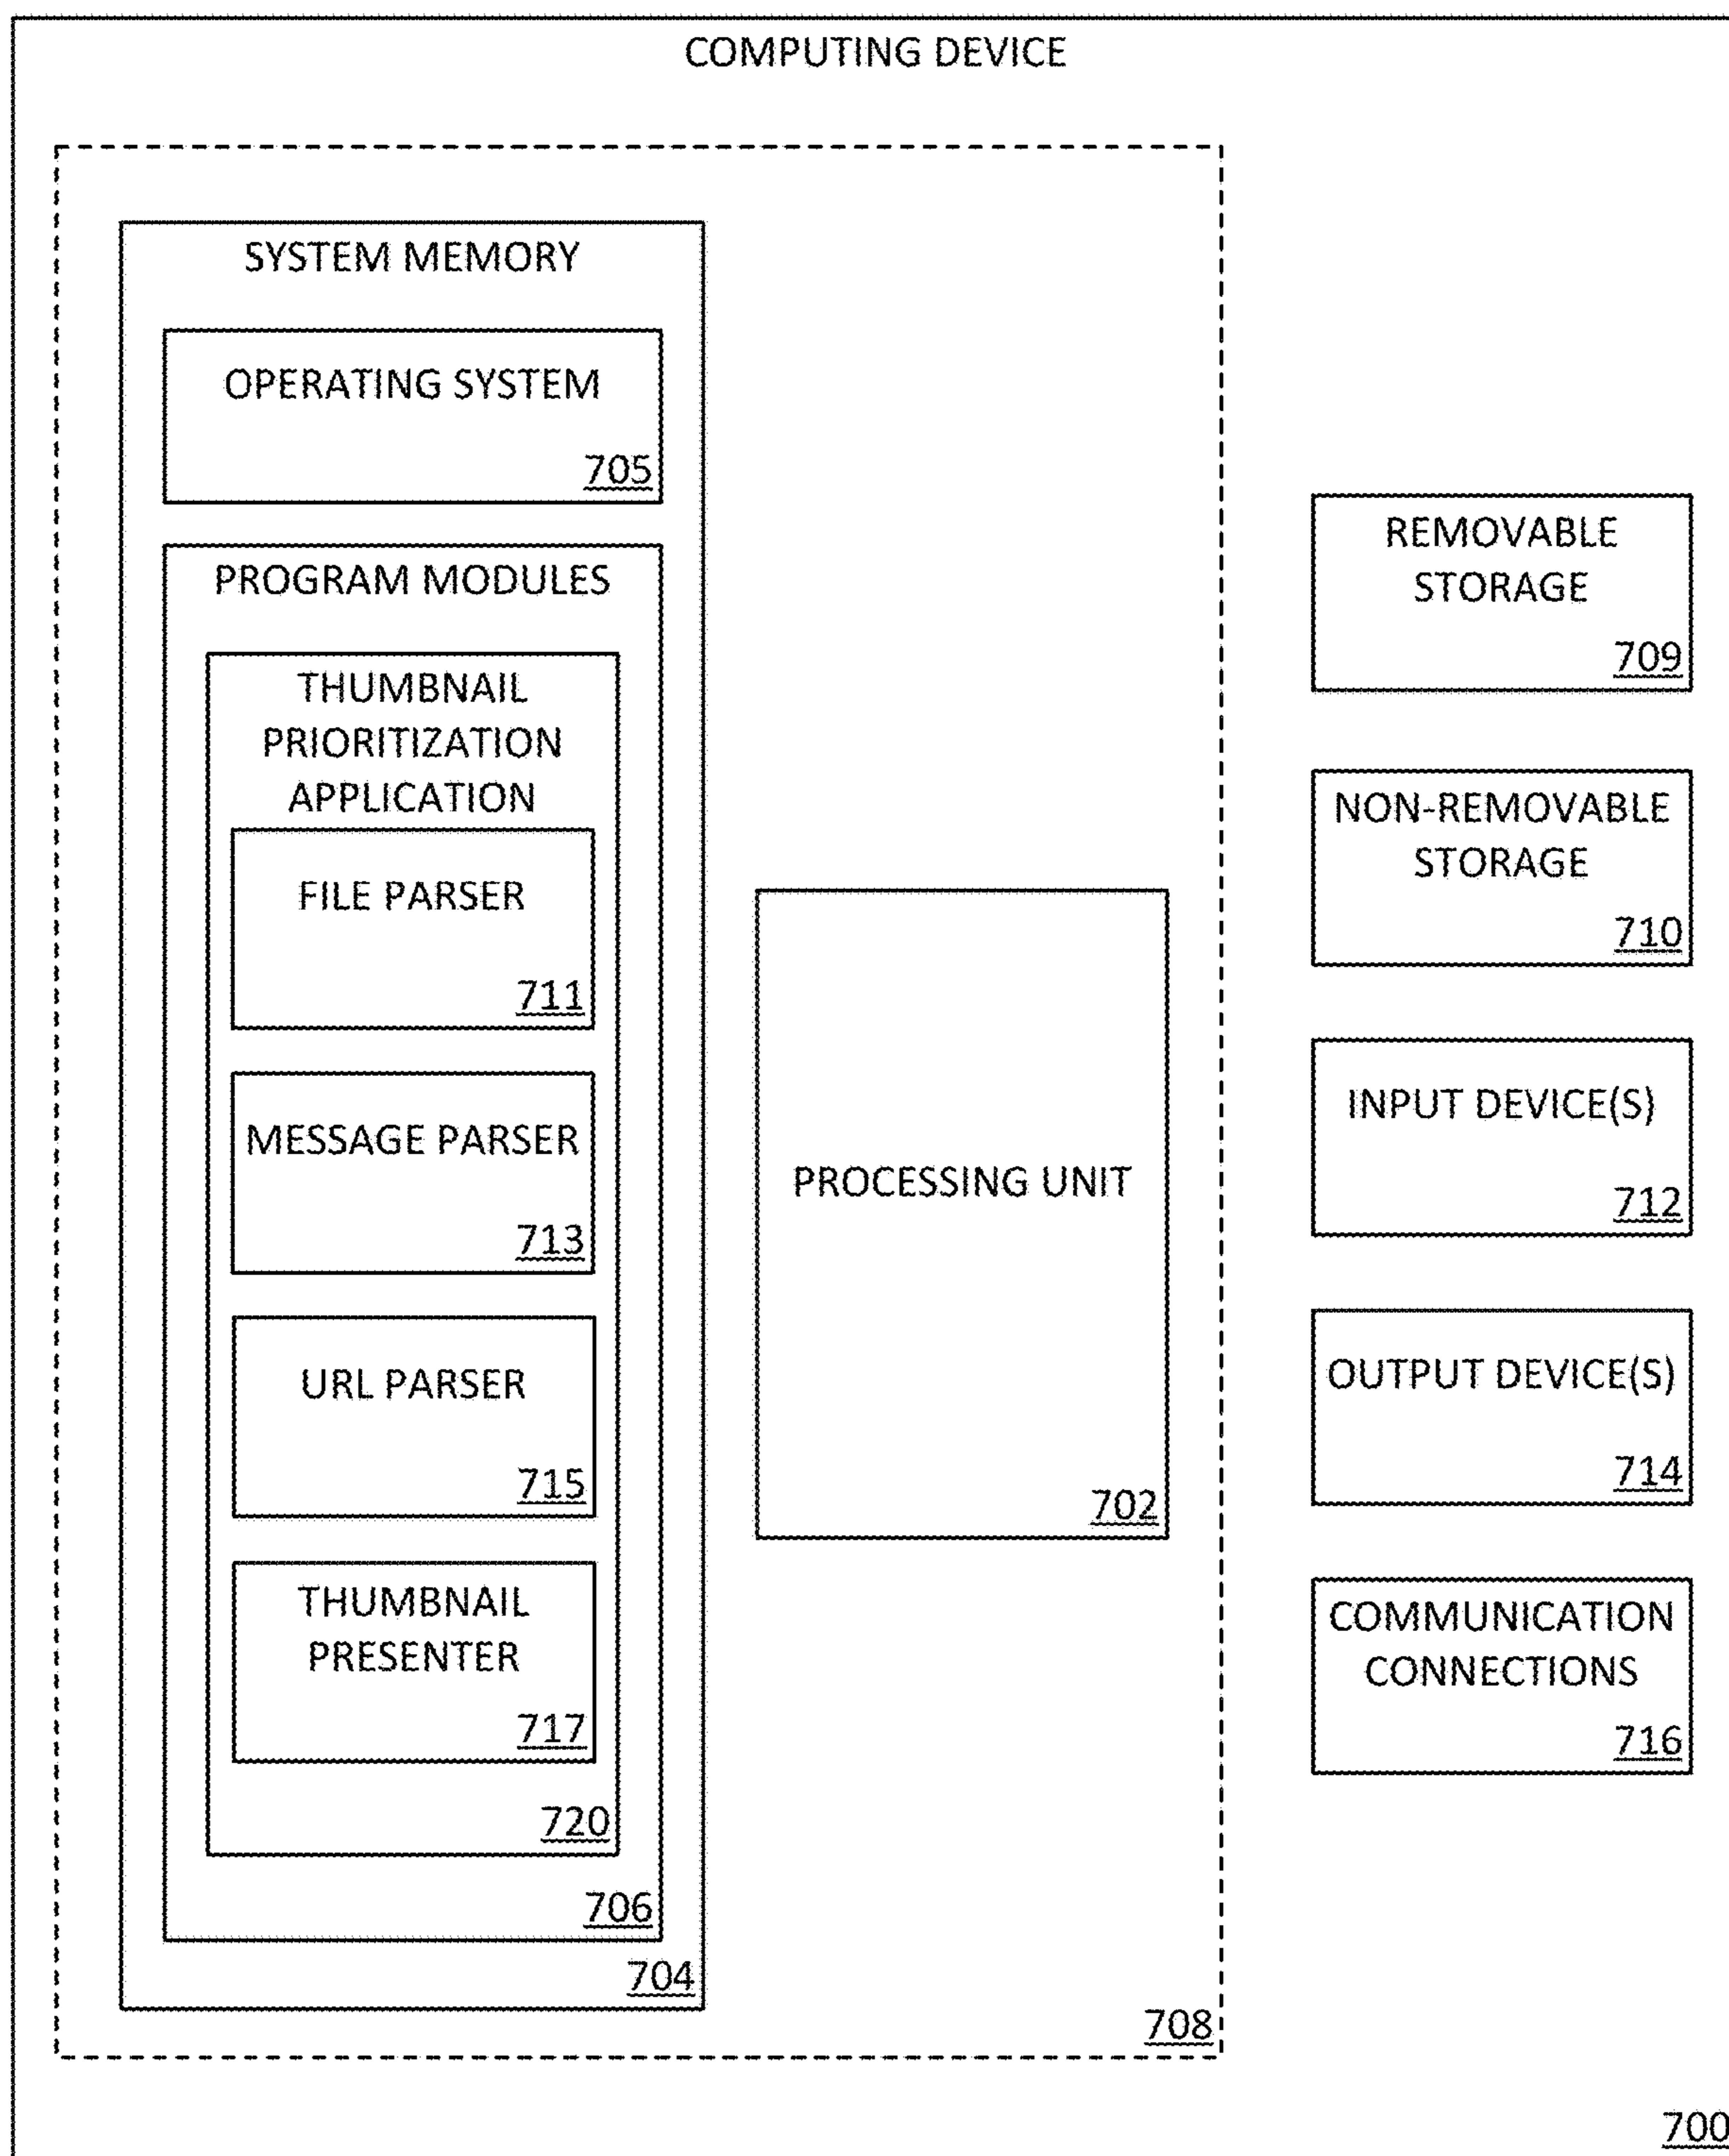 COMPUTING DEVICE
SYSTEM MEMORY
OPERATING SYSTEM
705
PROGRAM MODULES
THUMBNAIL
PRIORITIZATION
APPLICATION
FILE PARSER
711
MESSAGE PARSER
713
URL PARSER
715
THUMBNAIL
PRESENTER
717
720
706
704
PROCESSING UNIT
702
708
REMOVABLE
STORAGE
709
NON-REMOVABLE
STORAGE
710
INPUT DEVICE(S)
712
OUTPUT DEVICE(S)
714
COMMUNICATION
CONNECTIONS
716
700